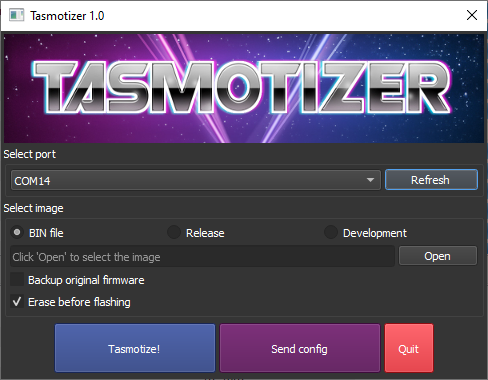 Tasmotizer 1.0
TASMOTIZER
Select port
COM14
Refresh
Select image
BIN file
Release
Development
Click 'Open' to select the image
Open
Backup original firmware
Erase before flashing
Tasmotize!
Send config
Quit